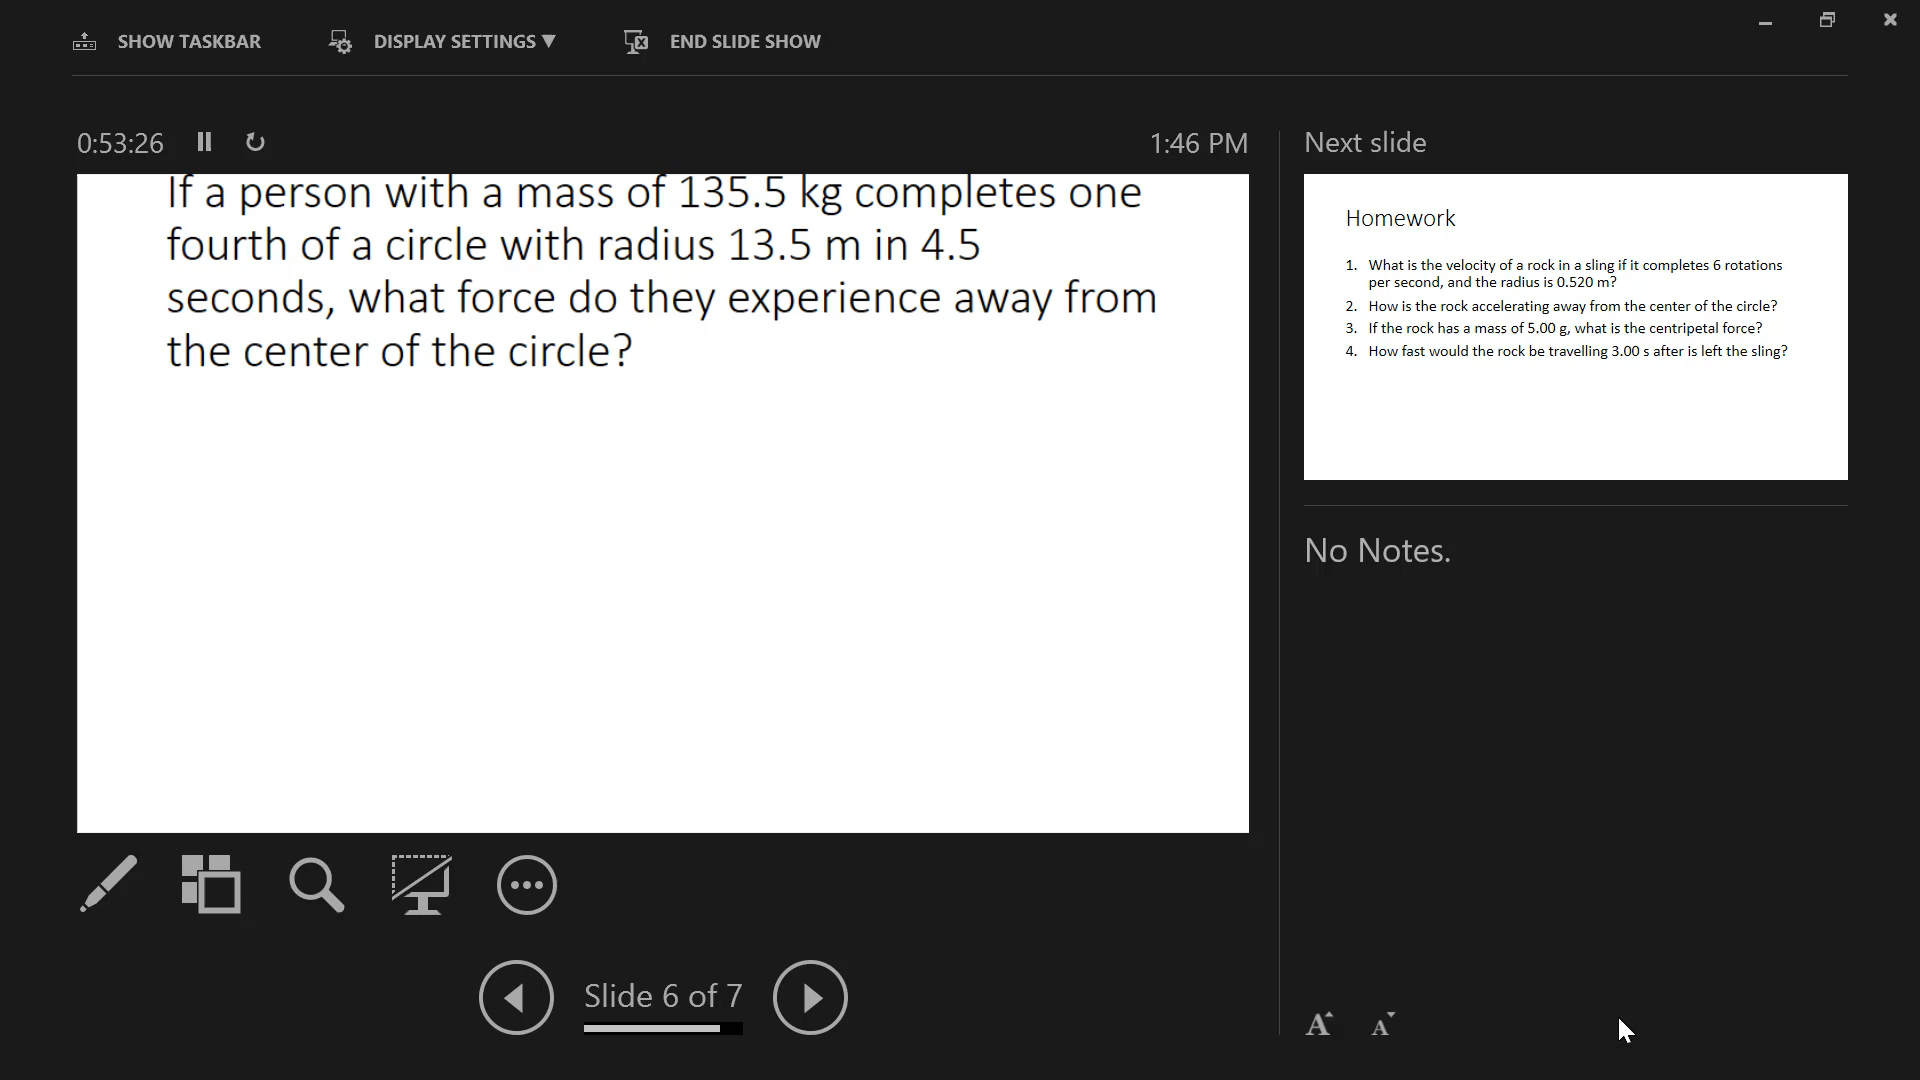 SHOW TASKBAR
DISPLAY SETTINGS ▼
END SLIDE SHOW
0:53:26
1:46 PM
If a person with a mass of 135.5 kg completes one
fourth of a circle with radius 13.5 m in 4.5
seconds, what force do they experience away from
the center of the circle?
Slide 6 of 7
Next slide
Homework
1. What is the velocity of a rock in a sling if it completes 6 rotations
per second, and the radius is 0.520 m?
2. How is the rock accelerating away from the center of the circle?
3. If the rock has a mass of 5.00 g, what is the centripetal force?
4. How fast would the rock be travelling 3.00 s after is left the sling?
No Notes.
A A